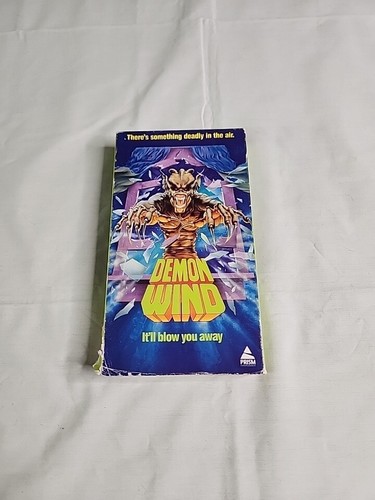 There's something deadly in the air.
DEMON
WIND
It'll blow you away
PRISM